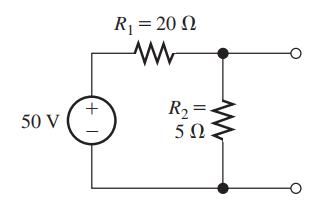 R₁ = 20 Ω
+
50 V
−
R₂ =
5 Ω